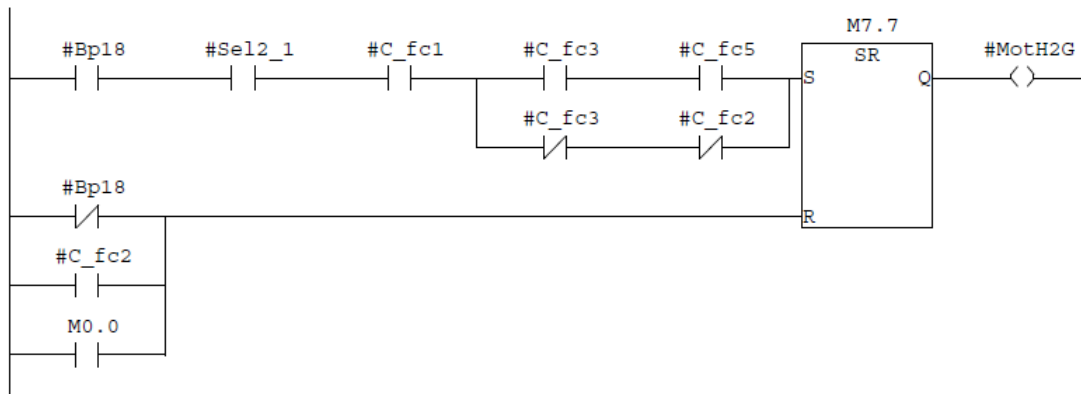 M7.7
#Bp18 #Sel2_1 #C_fc1 #C_fc3 #C_fc5 SR #MotH2G
S Q
#C_fc3 #C_fc2
#Bp18
R
#C_fc2
M0.0